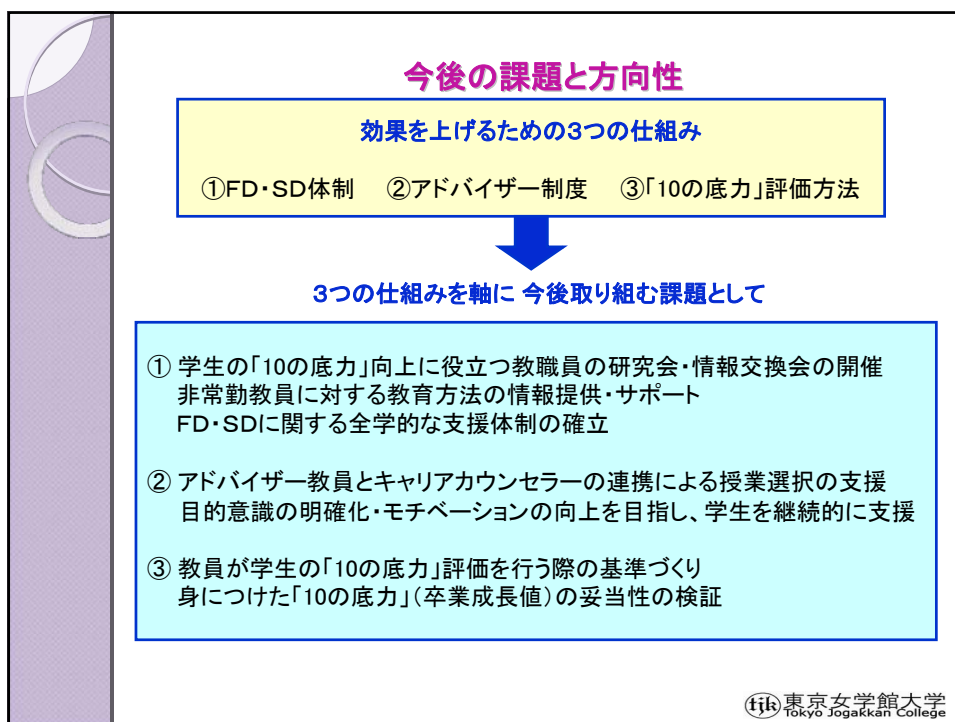 今後の課題と方向性
効果を上げるための3つの仕組み
①FD・SD体制 ②アドバイザー制度 ③「10の底力」評価方法
3つの仕組みを軸に 今後取り組む課題として
① 学生の「10の底力」向上に役立つ教職員の研究会・情報交換会の開催
非常勤教員に対する教育方法の情報提供・サポート
FD・SDに関する全学的な支援体制の確立
② アドバイザー教員とキャリアカウンセラーの連携による授業選択の支援
目的意識の明確化・モチベーションの向上を目指し、学生を継続的に支援
③ 教員が学生の「10の底力」評価を行う際の基準づくり
身につけた「10の底力」(卒業成長値)の妥当性の検証
tjk 東京女学館大学
Tokyo Jogakkan College